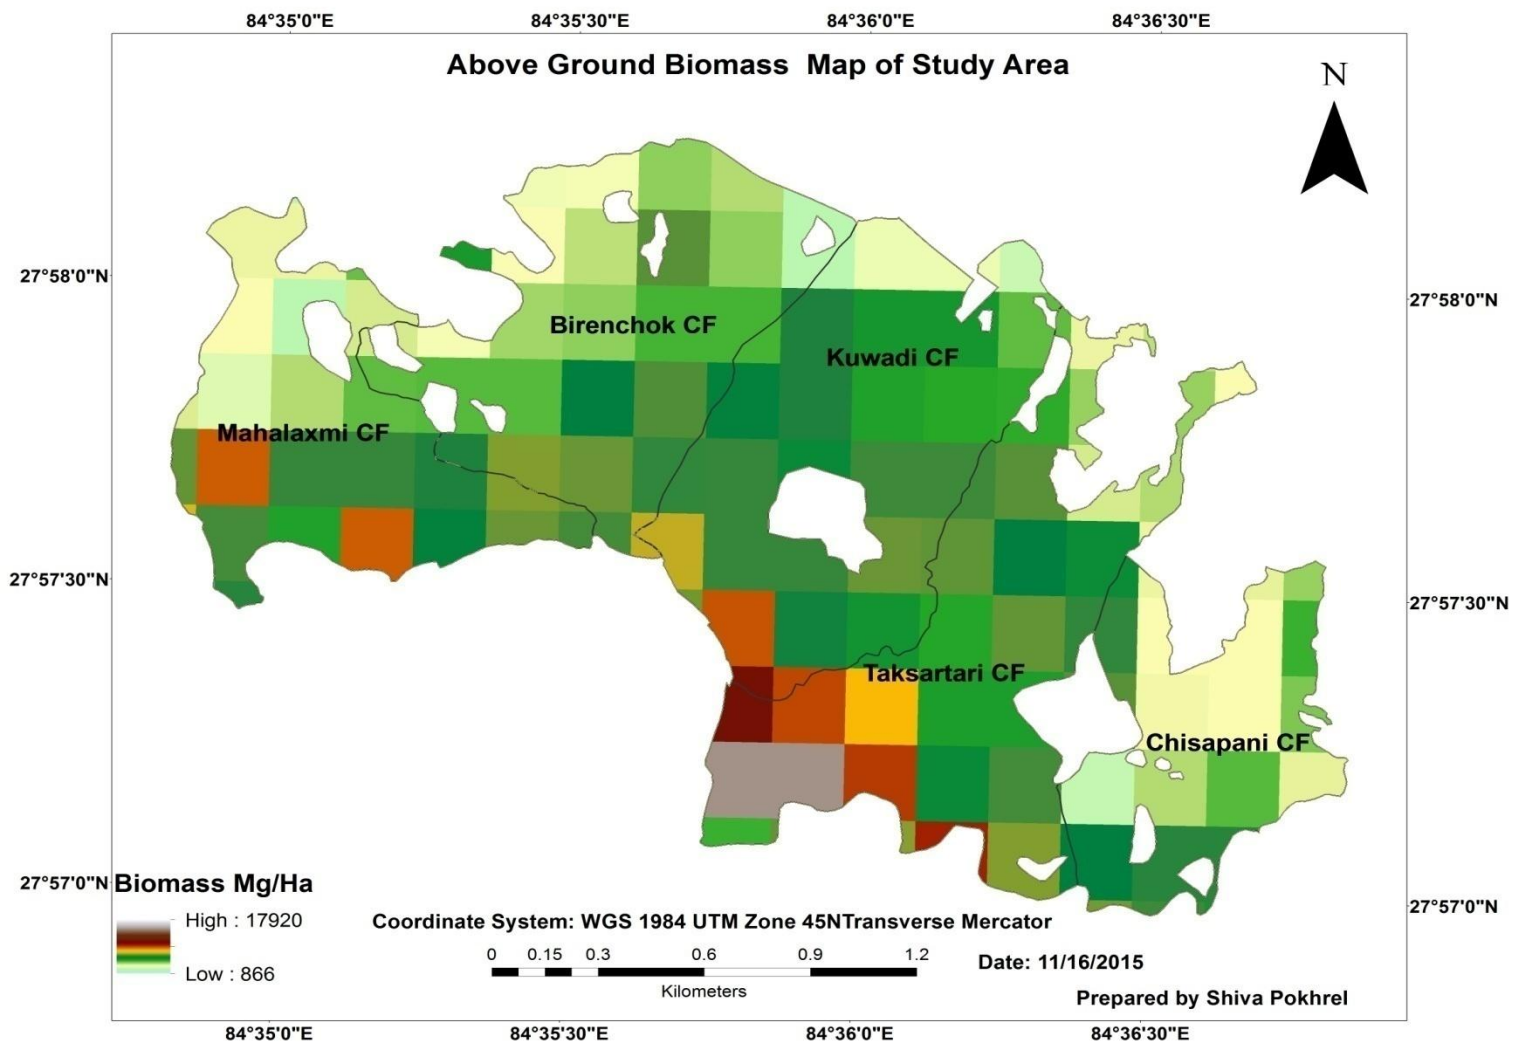 84°35'0"E 84°35'30"E 84°36'0"E 84°36'30"E
Above Ground Biomass Map of Study Area
N
27°58'0"N
27°58'0"N
Birenchok CF
Kuwadi CF
Mahalaxmi CF
27°57'30"N
27°57'30"N
Taksartari CF
Chisapani CF
27°57'0"N
27°57'0"N
Biomass Mg/Ha
High : 17920
Low : 866
Coordinate System: WGS 1984 UTM Zone 45NTransverse Mercator
0 0.15 0.3 0.6 0.9 1.2
Kilometers
Date: 11/16/2015
Prepared by Shiva Pokhrel
84°35'0"E 84°35'30"E 84°36'0"E 84°36'30"E